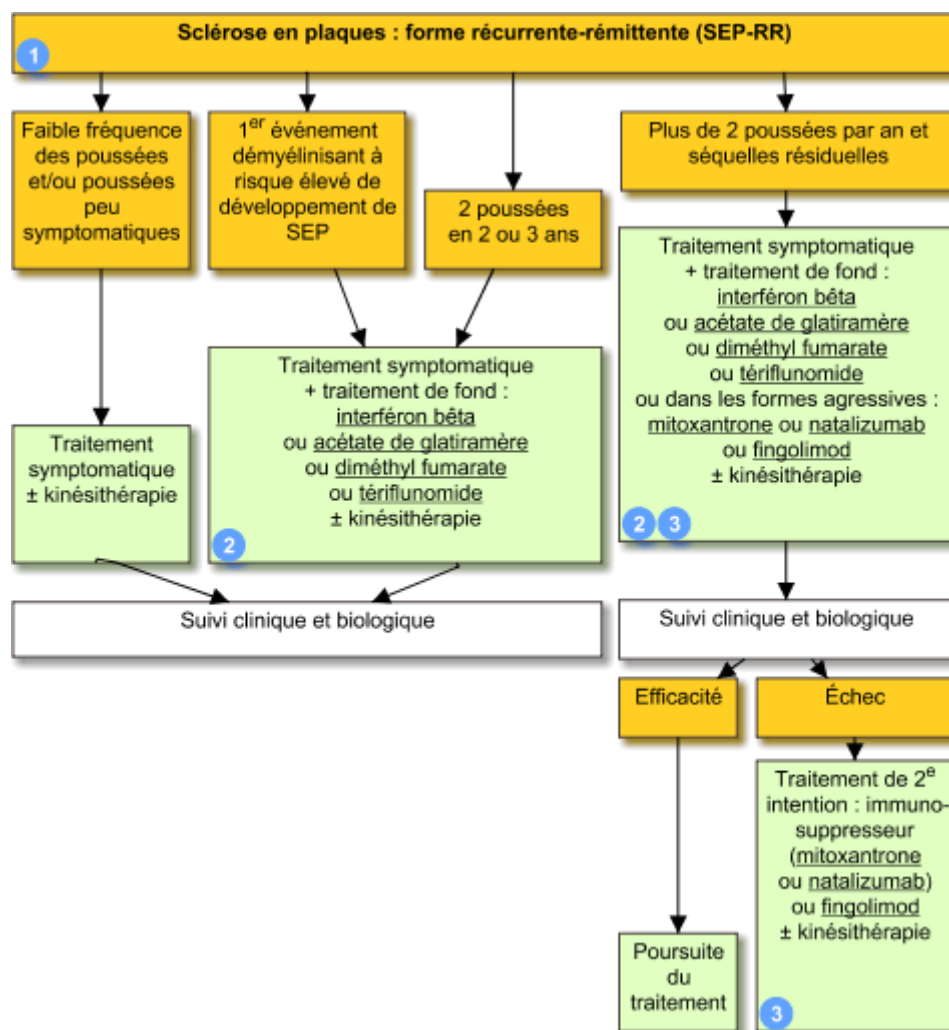 Sclérose en plaques : forme récurrente-rémittente (SEP-RR)
1
Faible fréquence
des poussées
et/ou poussées
peu
symptomatiques
1er événement
démyélinisant à
risque élevé de
développement de
SEP
2 poussées
en 2 ou 3 ans
Plus de 2 poussées par an et
séquelles résiduelles
Traitement
symptomatique
± kinésithérapie
Traitement symptomatique
+ traitement de fond :
interféron bêta
ou acétate de glatiramère
ou diméthyl fumarate
ou tériflunomide
± kinésithérapie
2
Traitement symptomatique
+ traitement de fond :
interféron bêta
ou acétate de glatiramère
ou diméthyl fumarate
ou tériflunomide
ou dans les formes agressives :
mitoxantrone ou natalizumab
ou fingolimod
± kinésithérapie
2 3
Suivi clinique et biologique
Suivi clinique et biologique
Efficacité
Échec
Poursuite
du
traitement
Traitement de 2e
intention : immuno-
suppresseur
(mitoxantrone
ou natalizumab)
ou fingolimod
± kinésithérapie
3